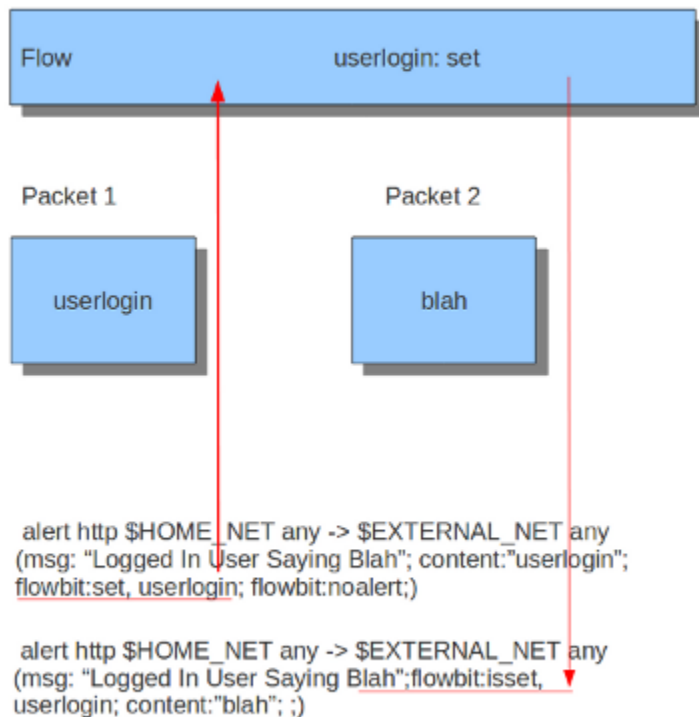 Flow userlogin: set
Packet 1 Packet 2
userlogin blah
alert http $HOME_NET any -> $EXTERNAL_NET any
(msg: “Logged In User Saying Blah”; content:”userlogin”;
flowbit:set, userlogin; flowbit:noalert;)
alert http $HOME_NET any -> $EXTERNAL_NET any
(msg: “Logged In User Saying Blah”;flowbit:isset,
userlogin; content:”blah”; ;)